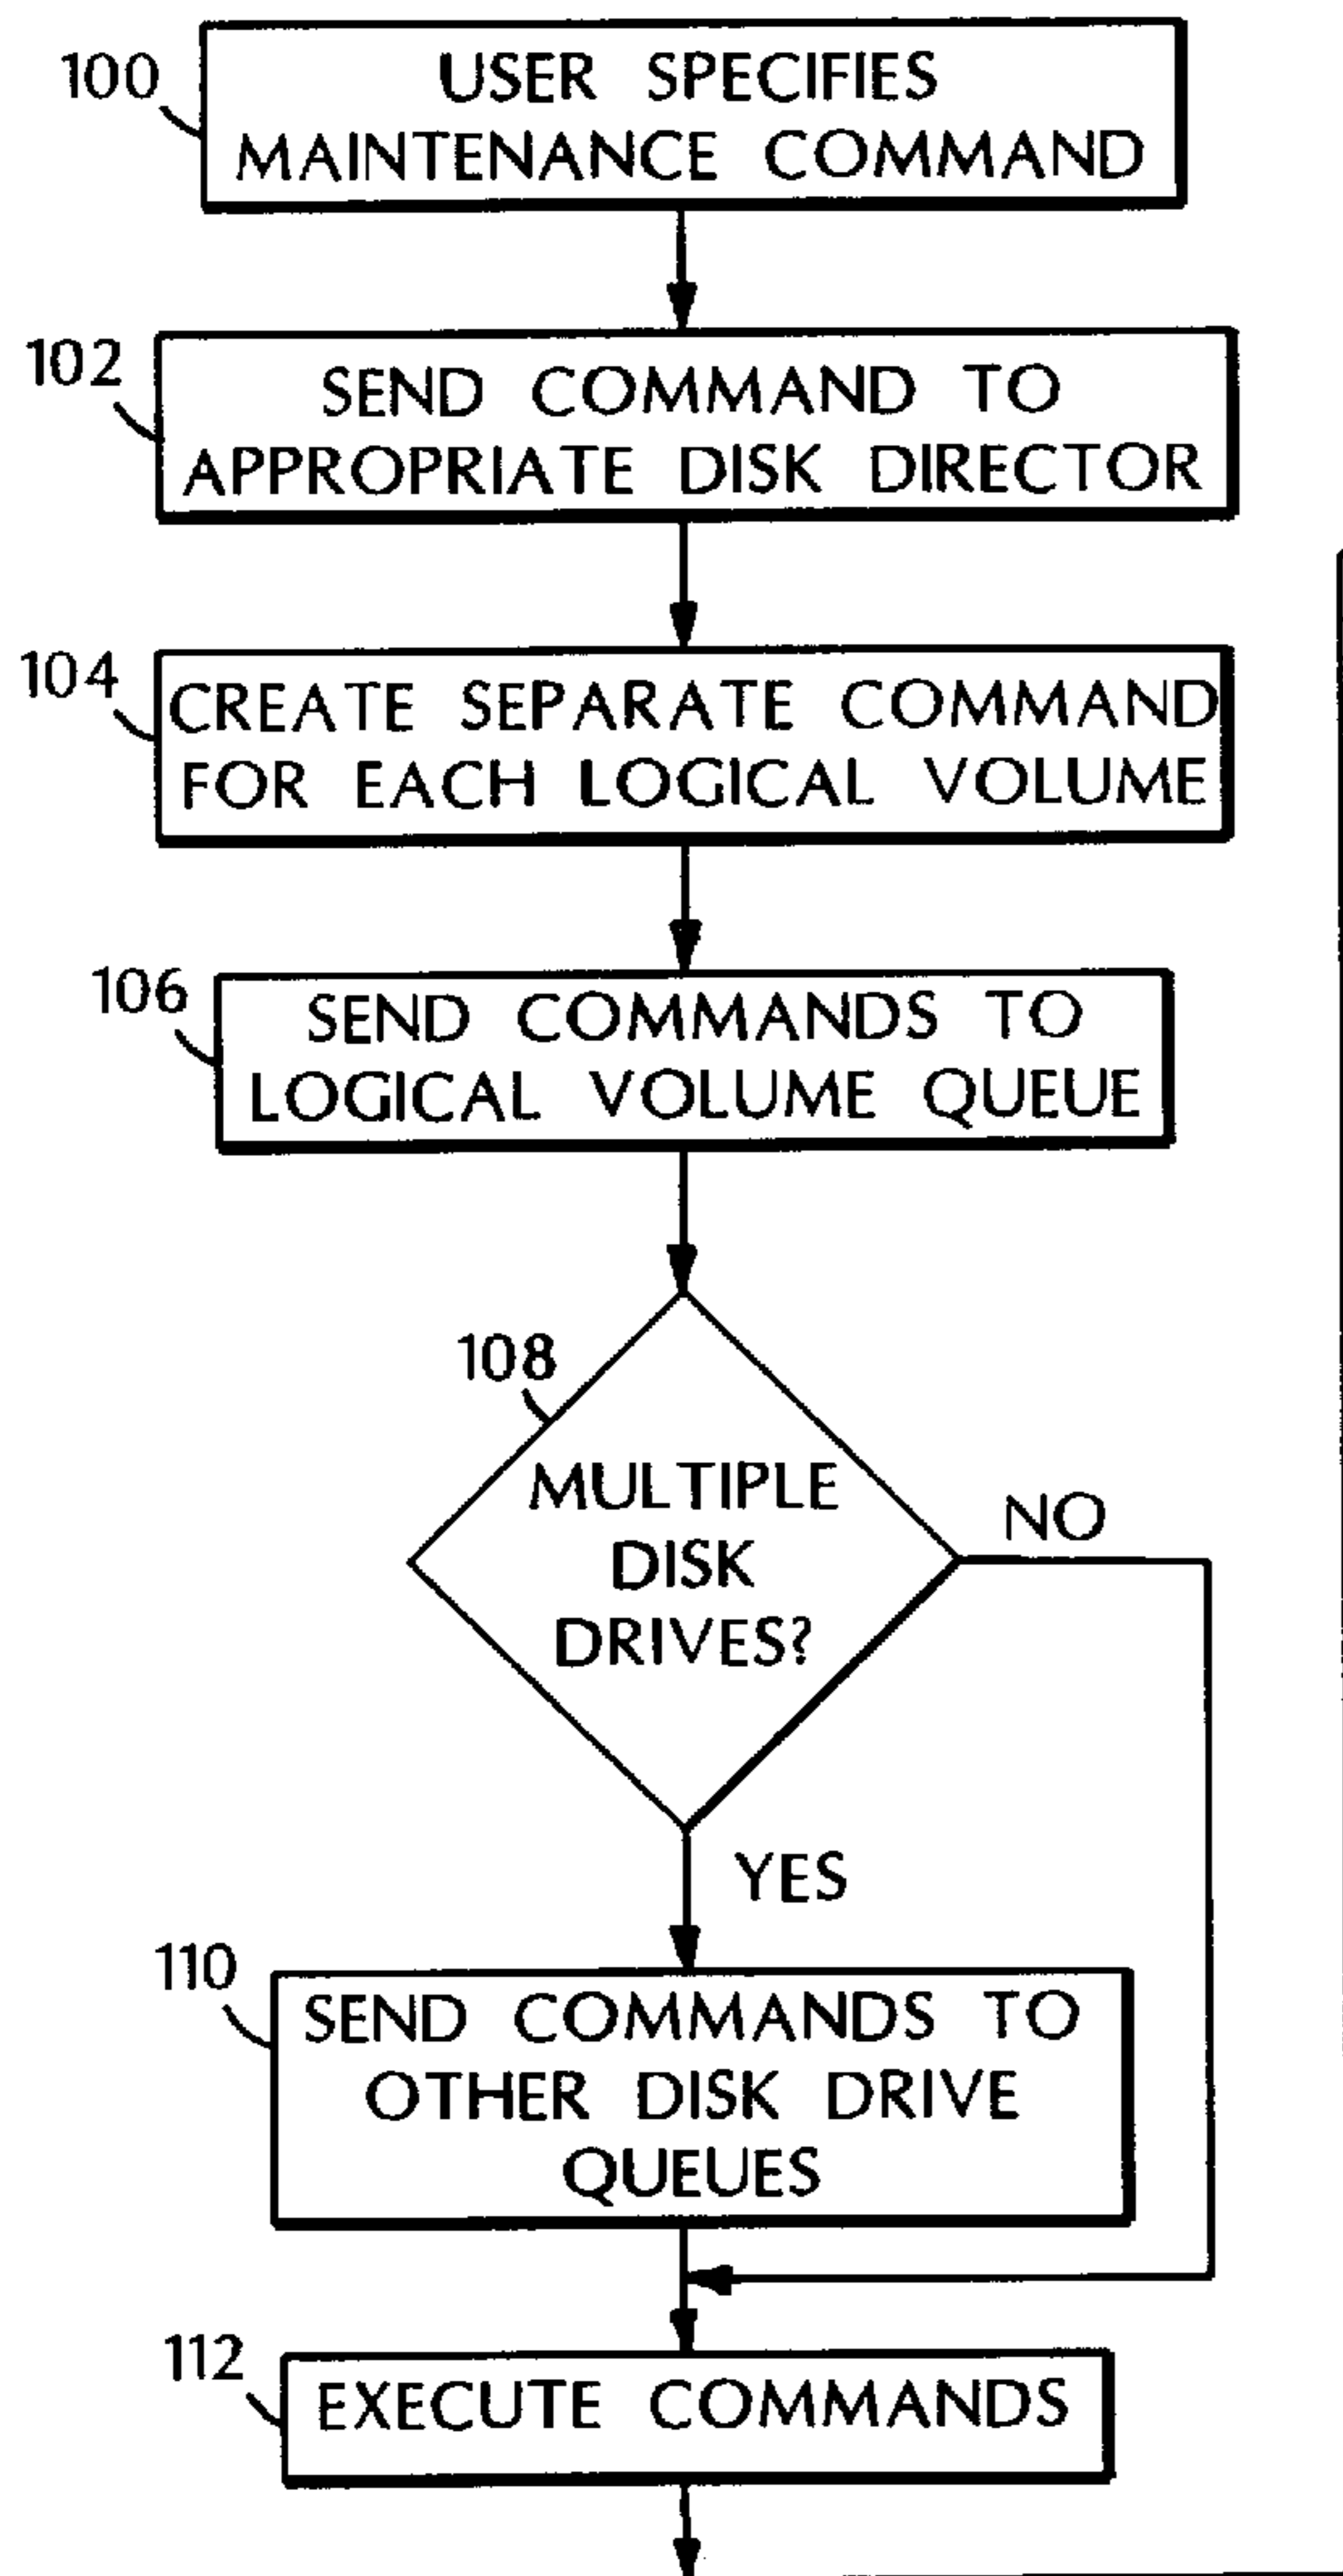 100
USER SPECIFIES
MAINTENANCE COMMAND
102
SEND COMMAND TO
APPROPRIATE DISK DIRECTOR
104
CREATE SEPARATE COMMAND
FOR EACH LOGICAL VOLUME
106
SEND COMMANDS TO
LOGICAL VOLUME QUEUE
108
MULTIPLE
DISK
DRIVES?
NO
YES
110
SEND COMMANDS TO
OTHER DISK DRIVE
QUEUES
112
EXECUTE COMMANDS